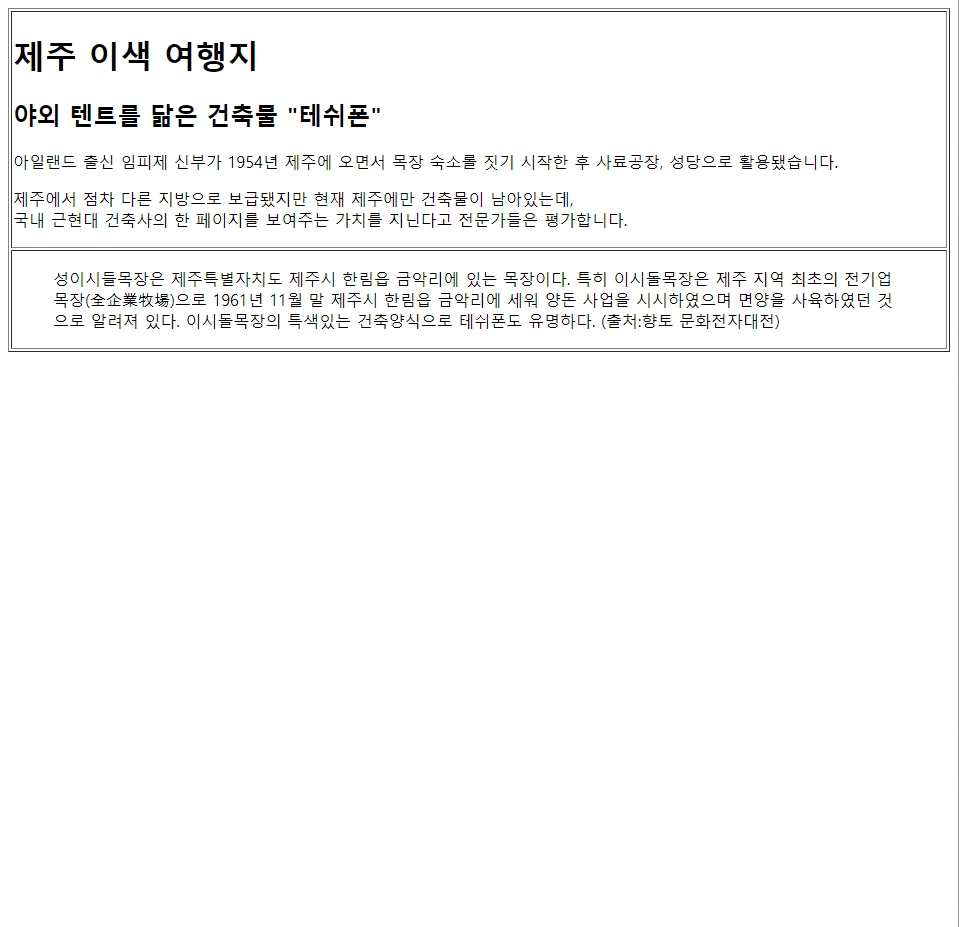 제주 이색 여행지
야외 텐트를 닮은 건축물 "테쉬폰"
아일랜드 출신 임피제 신부가 1954년 제주에 오면서 목장 숙소를 짓기 시작한 후 사료공장, 성당으로 활용됐습니다.
제주에서 점차 다른 지방으로 보급됐지만 현재 제주에만 건축물이 남아있는데,
국내 근현대 건축사의 한 페이지를 보여주는 가치를 지닌다고 전문가들은 평가합니다.
성이시들목장은 제주특별자치도 제주시 한림읍 금악리에 있는 목장이다. 특히 이시돌목장은 제주 지역 최초의 전기업
목장(全企業牧場)으로 1961년 11월 말 제주시 한림읍 금악리에 세워 양돈 사업을 시시하였으며 면양을 사육하였던 것
으로 알려져 있다. 이시돌목장의 특색있는 건축양식으로 테쉬폰도 유명하다. (출처:향토 문화전자대전)